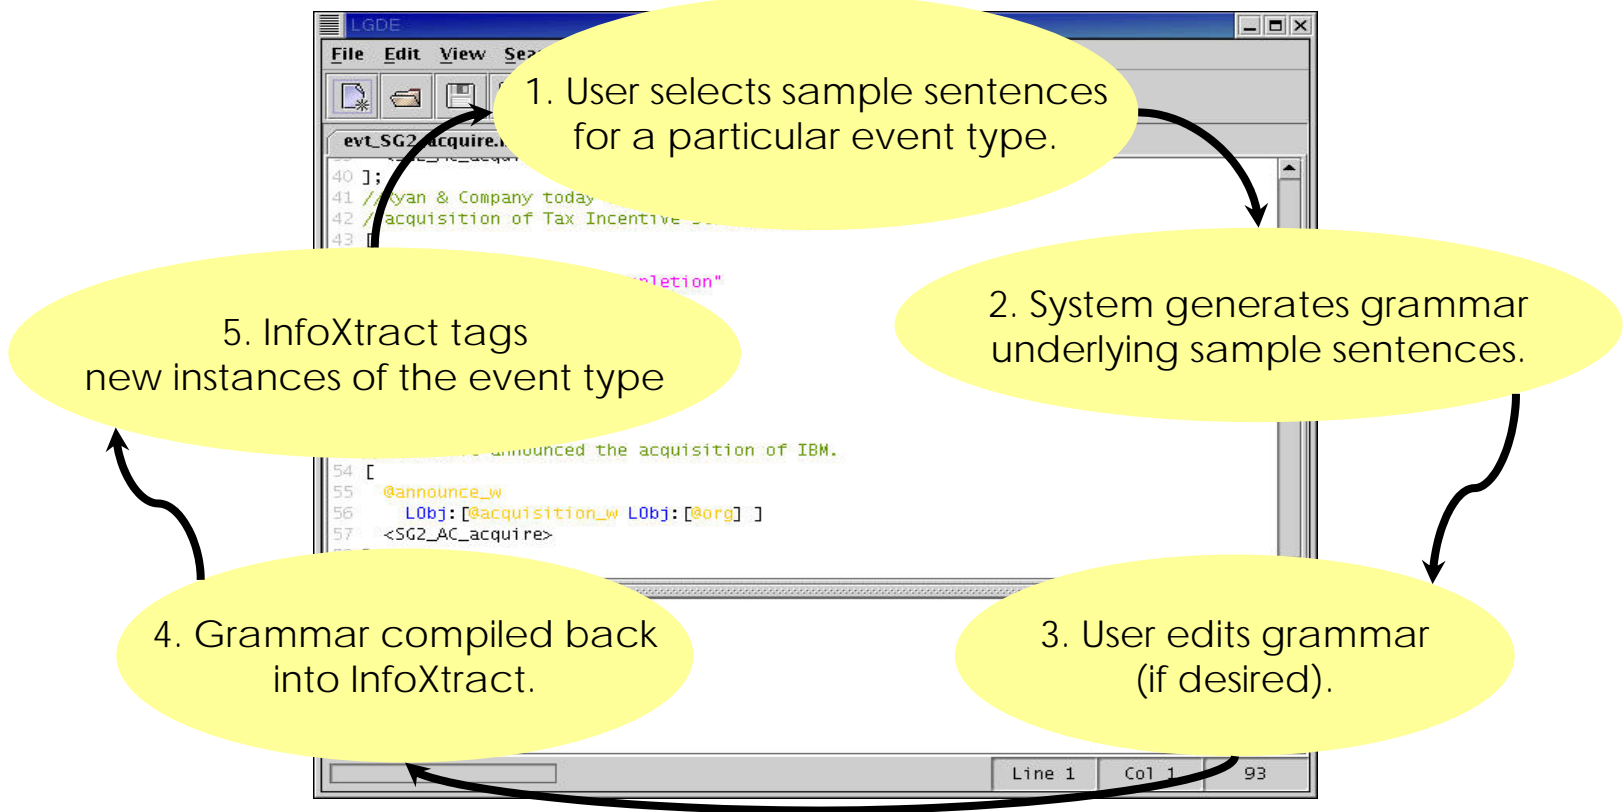 LGDE
File Edit View
1. User selects sample sentences
for a particular event type.
40 ];
41 & Company today
42 acquisition of Tax Incentive
43 [
2. System generates grammar
underlying sample sentences.
5. InfoXtract tags
new instances of the event type
announced the acquisition of IBM.
54 [
55 @announce_w
56 LObj:[@acquisition_w LObj:[@org] ]
57 <SG2_AC_acquire>
4. Grammar compiled back
into InfoXtract.
3. User edits grammar
(if desired).
Line 1 Col 1 93